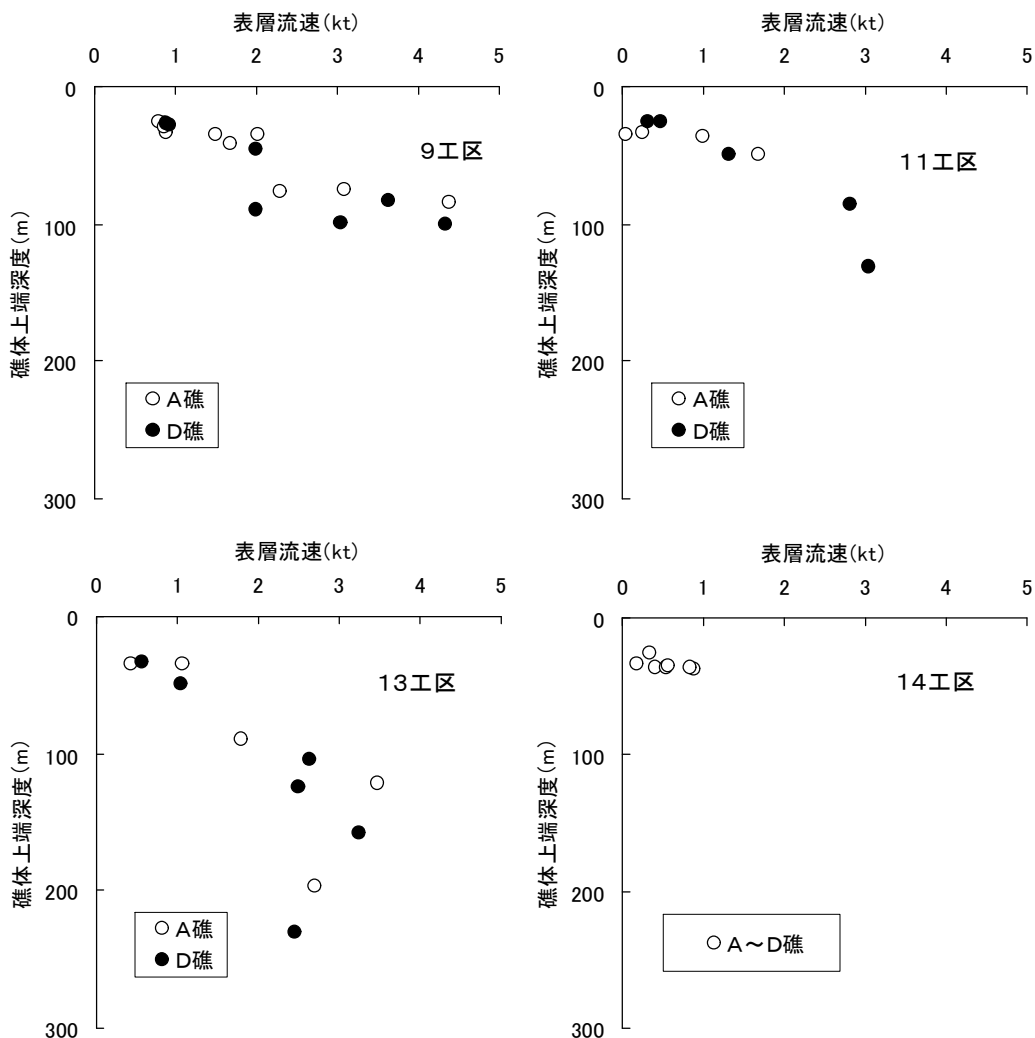 表層流速(kt)
0 1 2 3 4 5
0
100
200
300
礁体上端深度(m)
9工区
○ A礁
● D礁
表層流速(kt)
0 1 2 3 4 5
0
100
200
300
礁体上端深度(m)
11工区
○ A礁
● D礁
表層流速(kt)
0 1 2 3 4 5
0
100
200
300
礁体上端深度(m)
13工区
○ A礁
● D礁
表層流速(kt)
0 1 2 3 4 5
0
100
200
300
礁体上端深度(m)
14工区
○ A～D礁